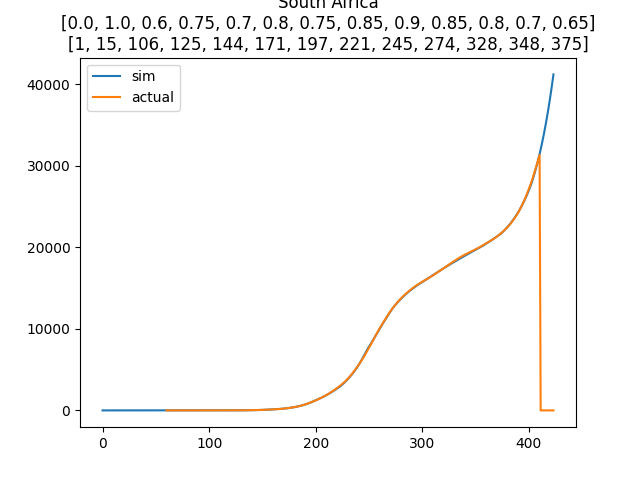 South Africa
[0.0, 1.0, 0.6, 0.75, 0.7, 0.8, 0.75, 0.85, 0.9, 0.85, 0.8, 0.7, 0.65]
[1, 15, 106, 125, 144, 171, 197, 221, 245, 274, 328, 348, 375]
sim
actual
40000
30000
20000
10000
0
0 100 200 300 400